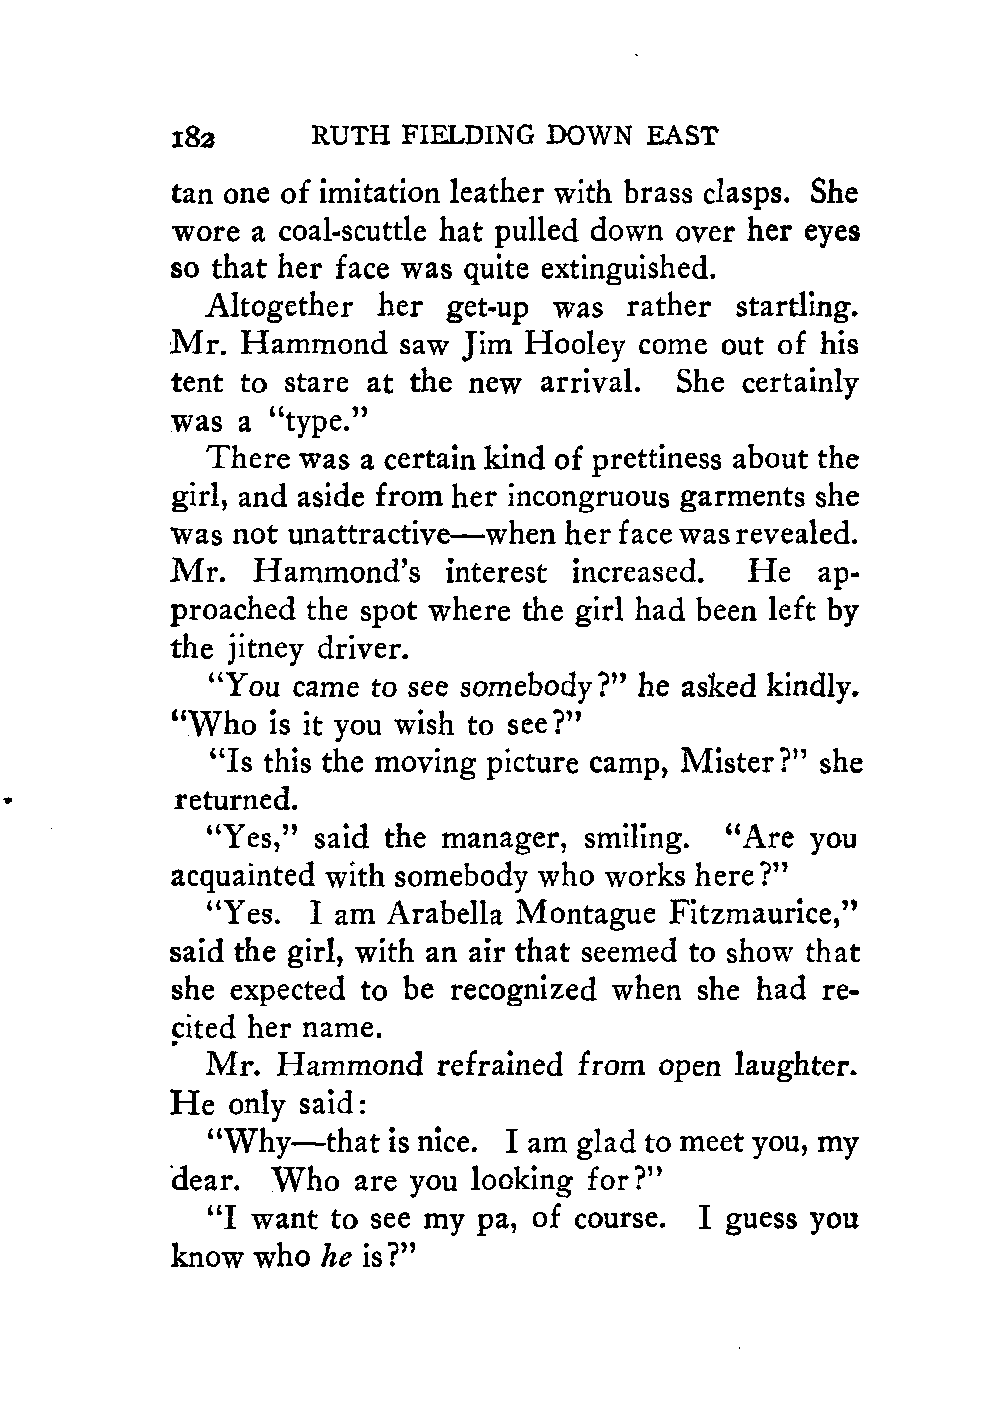 182 RUTH FIELDING DOWN EAST
tan one of imitation leather with brass clasps. She
wore a coal-scuttle hat pulled down over her eyes
so that her face was quite extinguished.
Altogether her get-up was rather startling.
Mr. Hammond saw Jim Hooley come out of his
tent to stare at the new arrival. She certainly
was a “type.”
There was a certain kind of prettiness about the
girl, and aside from her incongruous garments she
was not unattractive—when her face was revealed.
Mr. Hammond's interest increased. He ap-
proached the spot where the girl had been left by
the jitney driver.
“You came to see somebody?” he asked kindly.
“Who is it you wish to see?”
“Is this the moving picture camp, Mister?” she
returned.
“Yes,” said the manager, smiling. “Are you
acquainted with somebody who works here?”
“Yes. I am Arabella Montague Fitzmaurice,”
said the girl, with an air that seemed to show that
she expected to be recognized when she had re-
cited her name.
Mr. Hammond refrained from open laughter.
He only said:
“Why—that is nice. I am glad to meet you, my
dear. Who are you looking for?”
“I want to see my pa, of course. I guess you
know who he is?”